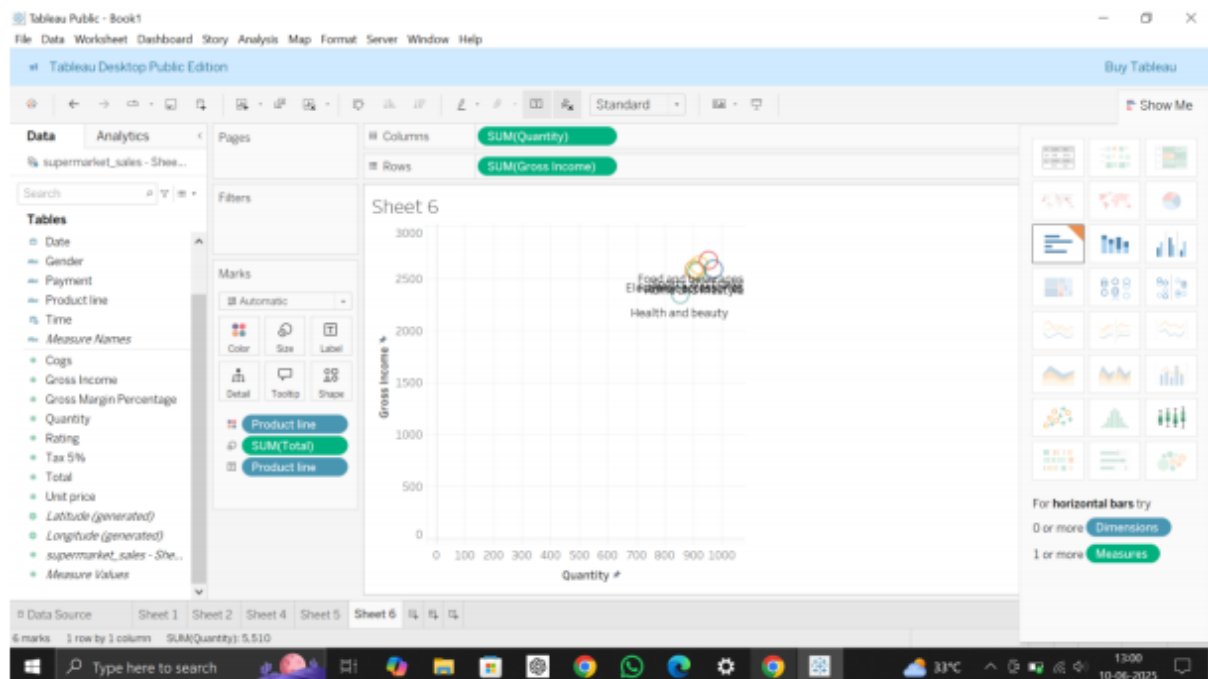 Tableau Public - Book1
File Data Worksheet Dashboard Story Analysis Map Format Server Window Help
Tableau Desktop Public Edition
Buy Tableau
Standard
Show Me
Data
Analytics
supermarket_sales - Shee...
Search
Tables
Date
Gender
Payment
Product line
Time
Measure Names
Cogs
Gross Income
Gross Margin Percentage
Quantity
Rating
Tax 5%
Total
Unit price
Latitude (generated)
Longitude (generated)
supermarket_sales - She...
Measure Values
Pages
Filters
Marks
Automatic
Color Size Label
Detail Tooltip Shape
Product line
SUM(Total)
Product line
Columns SUM(Quantity)
Rows SUM(Gross Income)
Sheet 6
3000
2500
2000
1500
1000
500
0
Gross Income
Food and beverages
Health and beauty
0 100 200 300 400 500 600 700 800 900 1000
Quantity
For horizontal bars try
0 or more Dimensions
1 or more Measures
Data Source Sheet 1 Sheet 2 Sheet 4 Sheet 5 Sheet 6
6 marks 1 row by 1 column SUM(Quantity): 5,510
Type here to search
33°C
13:00
10-06-2025